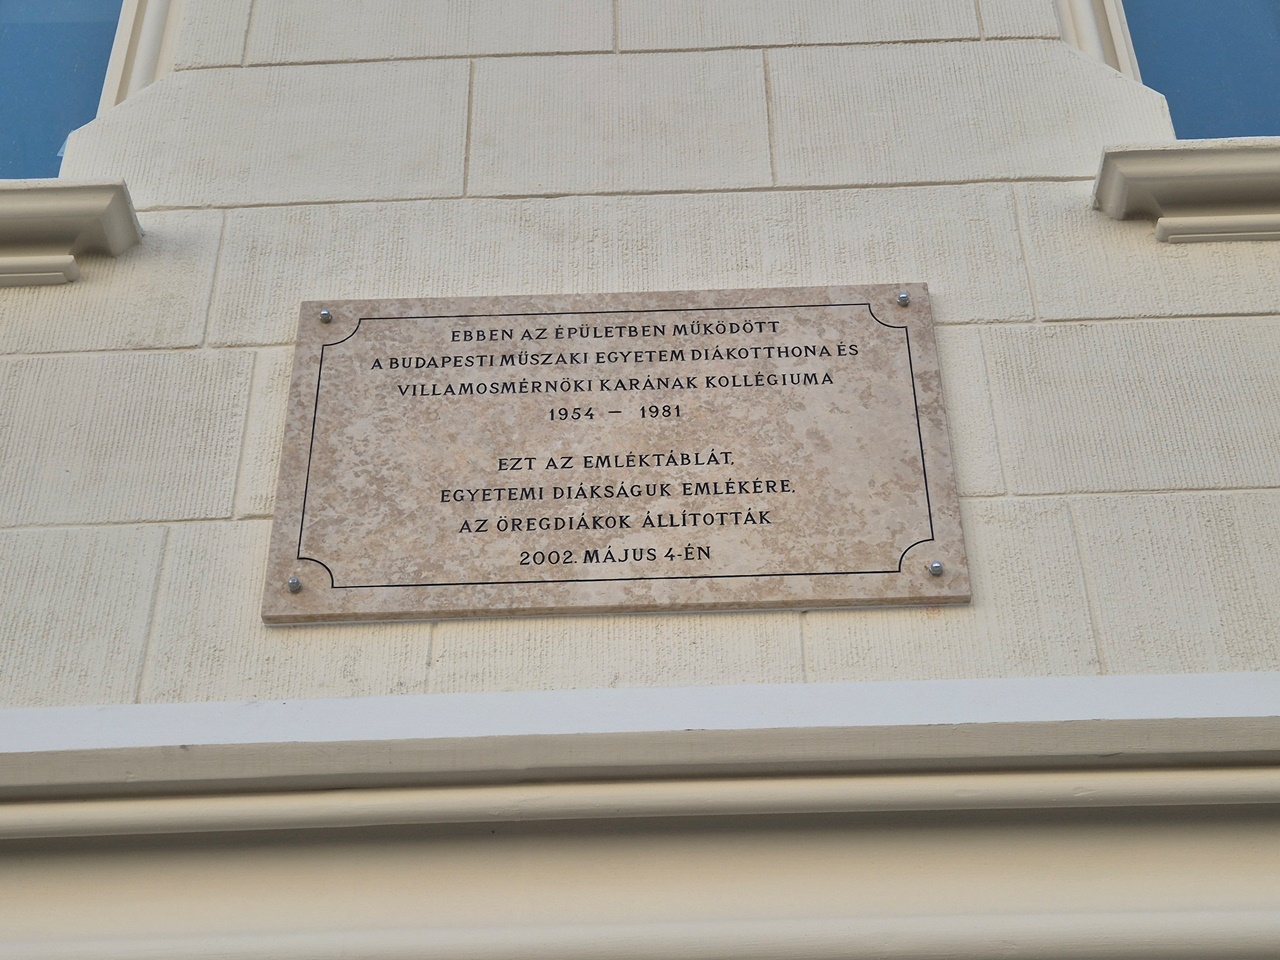 EBBEN AZ ÉPÜLETBEN MŰKÖDÖTT
A BUDAPESTI MŰSZAKI EGYETEM DIÁKOTTHONA ÉS
VILLAMOSMÉRNÖKI KARÁNAK KOLLÉGIUMA
1954 – 1981
EZT AZ EMLÉKTÁBLÁT,
EGYETEMI DIÁKSÁGUK EMLÉKÉRE,
AZ ÖREGDIÁKOK ÁLLÍTOTTÁK
2002. MÁJUS 4-ÉN